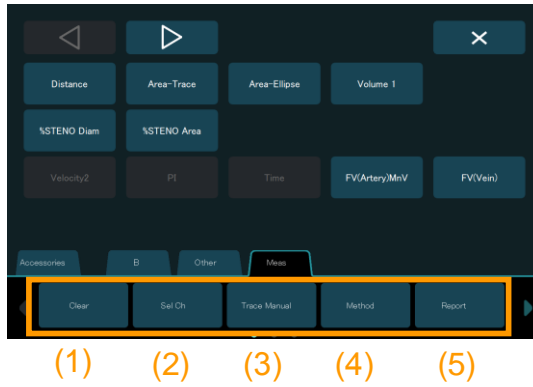 Distance Area-Trace Area-Ellipse Volume 1
%STENO Diam %STENO Area
Velocity2 PI Time FV(Artery)MnV FV(Vein)
Accessories B Other Meas.
Clear Sel Ch Trace Manual Method Report
(1) (2) (3) (4) (5)